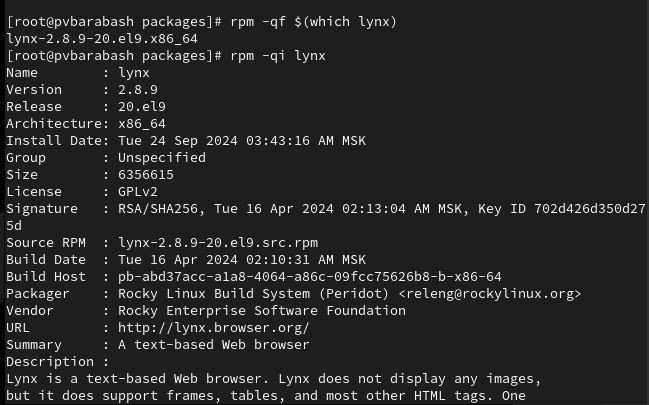 [root@pvbarabash packages]# rpm -qf $(which lynx)
lynx-2.8.9-20.el9.x86_64
[root@pvbarabash packages]# rpm -qi lynx
Name        : lynx
Version     : 2.8.9
Release     : 20.el9
Architecture: x86_64
Install Date: Tue 24 Sep 2024 03:43:16 AM MSK
Group       : Unspecified
Size        : 6356615
License     : GPLv2
Signature   : RSA/SHA256, Tue 16 Apr 2024 02:13:04 AM MSK, Key ID 702d426d350d27
5d
Source RPM  : lynx-2.8.9-20.el9.src.rpm
Build Date  : Tue 16 Apr 2024 02:10:31 AM MSK
Build Host  : pb-abd37acc-a1a8-4064-a86c-09fcc75626b8-b-x86-64
Packager    : Rocky Linux Build System (Peridot) <releng@rockylinux.org>
Vendor      : Rocky Enterprise Software Foundation
URL         : http://lynx.browser.org/
Summary     : A text-based Web browser
Description :
Lynx is a text-based Web browser. Lynx does not display any images,
but it does support frames, tables, and most other HTML tags. One